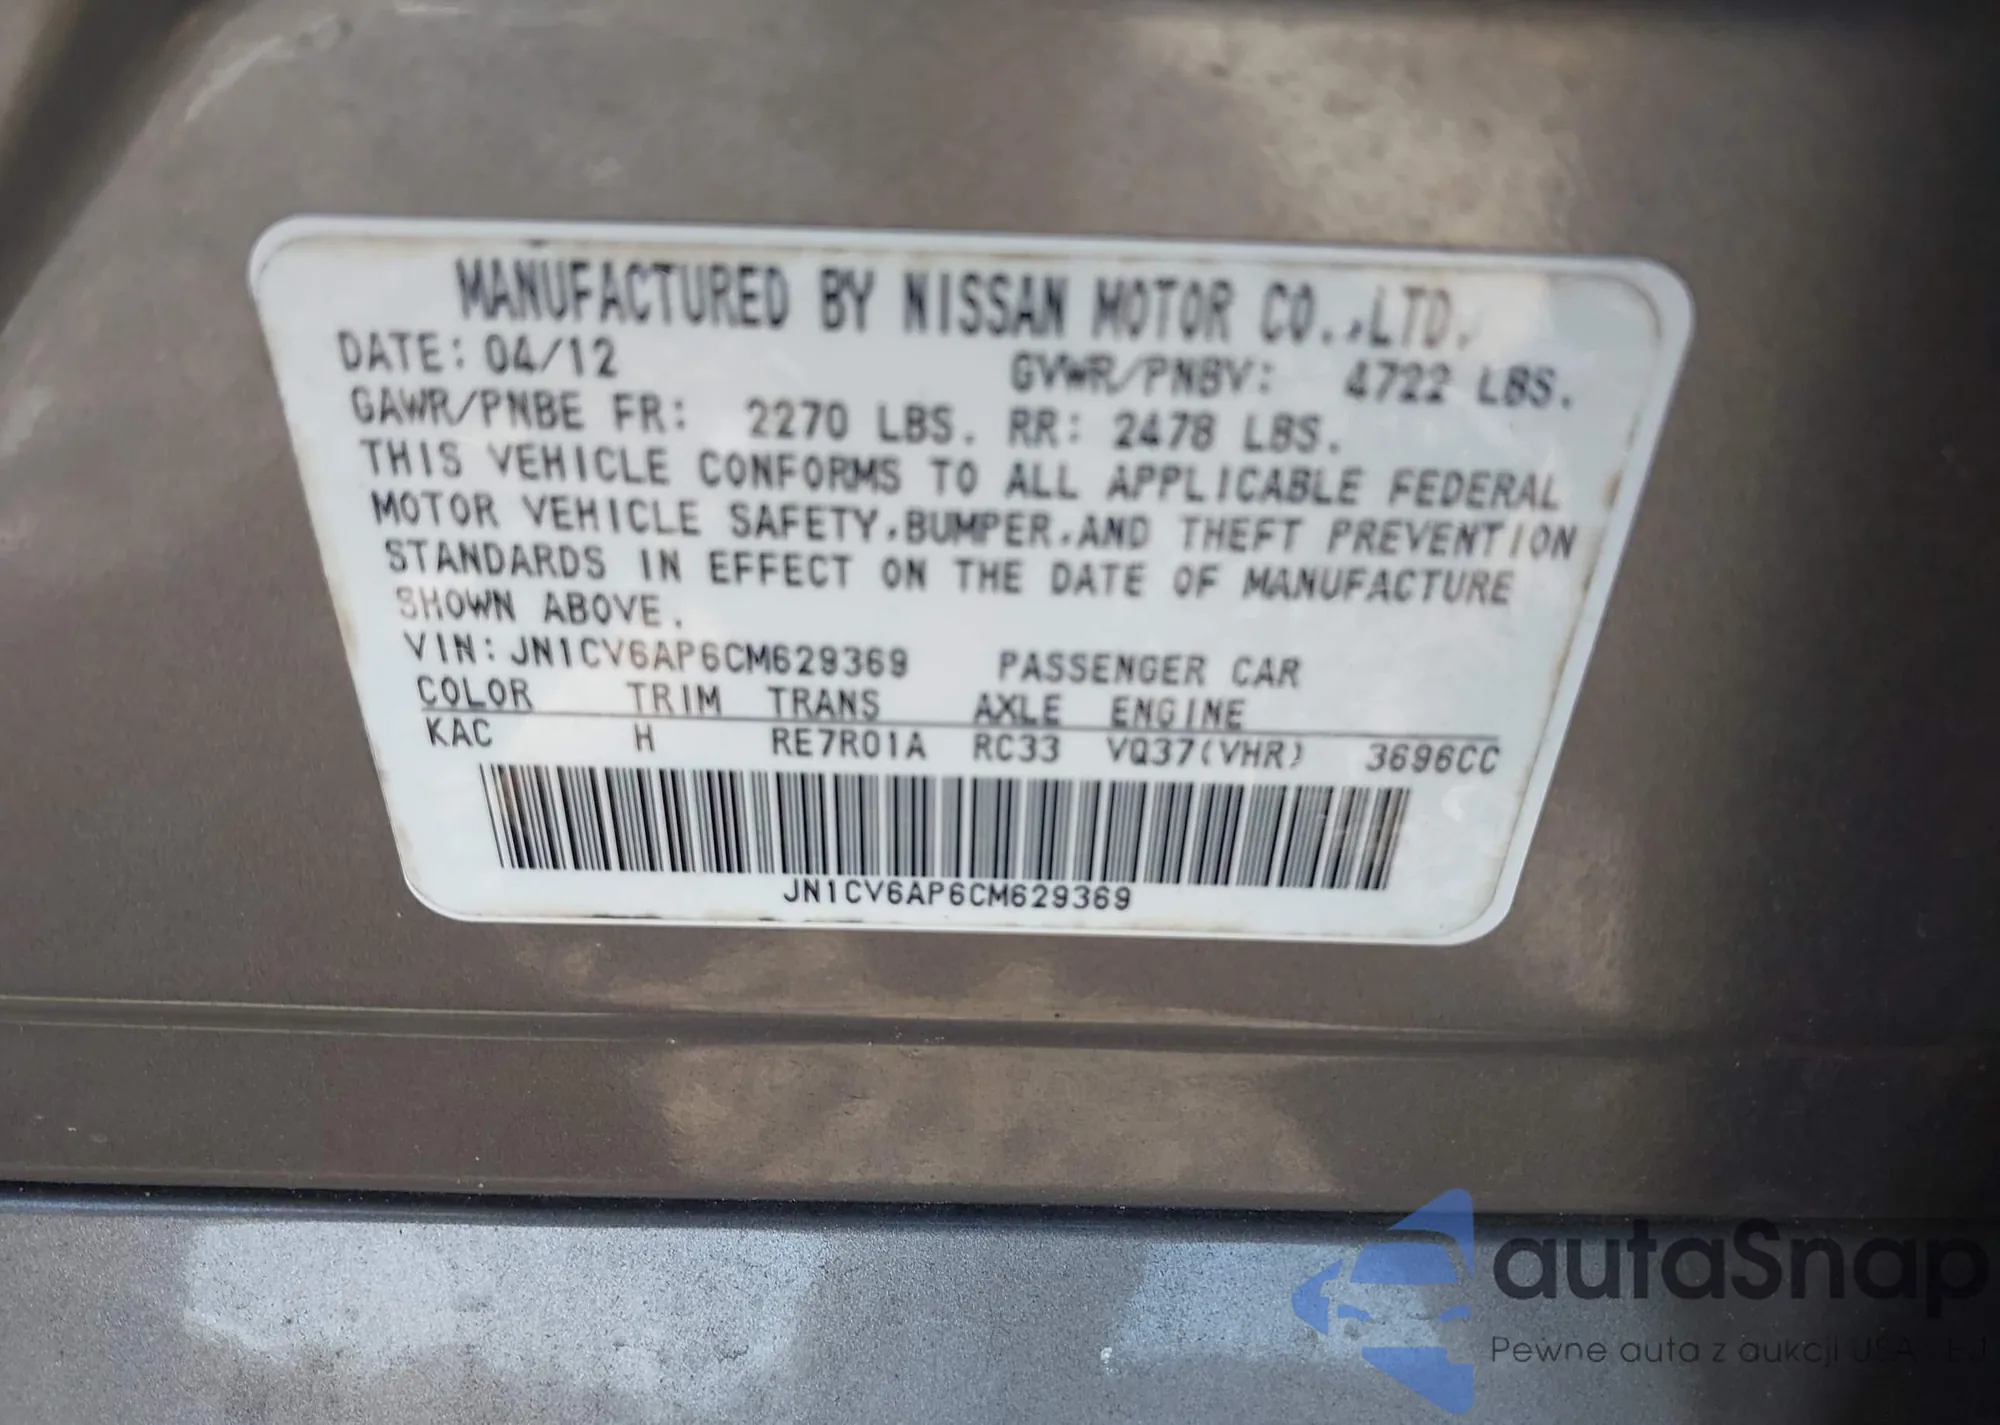 MANUFACTURED BY NISSAN MOTOR CO.,LTD.
DATE: 04/12 GVWR/PNBV: 4722 LBS.
GAWR/PNBE FR: 2270 LBS. RR: 2478 LBS.
THIS VEHICLE CONFORMS TO ALL APPLICABLE FEDERAL
MOTOR VEHICLE SAFETY,BUMPER,AND THEFT PREVENTION
STANDARDS IN EFFECT ON THE DATE OF MANUFACTURE
SHOWN ABOVE.
VIN: JN1CV6AP6CM629369 PASSENGER CAR
COLOR TRIM TRANS AXLE ENGINE
KAC H RE7R01A RC33 VQ37(VHR) 3696CC
JN1CV6AP6CM629369
autaSnap
Pewne auta z aukcji USA